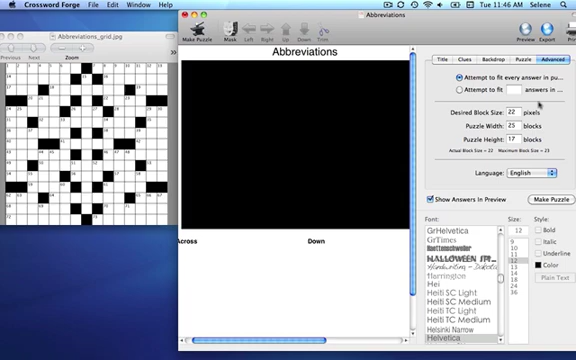 Crossword Forge File Edit Window Help Tue 11:46 AM Selene
Abbreviations_grid.jpg
Previous Next Zoom
Abbreviations
Make Puzzle Mask Left Right Up Down Trim Preview Export Print
Abbreviations
Across Down
Title Clues Backdrop Puzzle Advanced
Attempt to fit every answer in pu...
Attempt to fit answers in ...
Desired Block Size: 22 pixels
Puzzle Width: 25 blocks
Puzzle Height: 17 blocks
Actual Block Size = 22 Maximum Block Size = 23
Language: English
Show Answers In Preview Make Puzzle
Font: Size: Style:
GrHelvetica
GrTimes
Haettenschweiler
Handwriting - Dakota
Harrington
Hei
Heiti SC Light
Heiti SC Medium
Heiti TC Light
Heiti TC Medium
Helsinki Narrow
Helvetica
12
9
10
11
12
13
14
18
24
36
Bold
Italic
Underline
Color
Plain Text